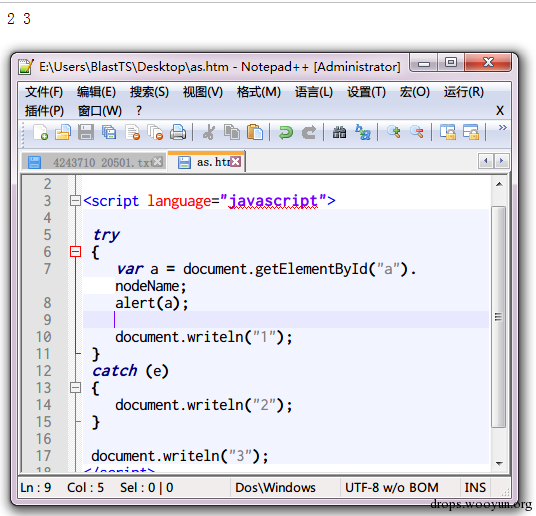 2 3
E:\Users\BlastTS\Desktop\as.htm - Notepad++ [Administrator]
文件(F) 编辑(E) 搜索(S) 视图(V) 格式(M) 语言(L) 设置(T) 宏(O) 运行(R)
插件(P) 窗口(W) ? X
4243710_20501.txt as.htm
2
3 <script language="javascript">
4
5 try
6 {
7 var a = document.getElementById("a").
nodeName;
8 alert(a);
9
10 document.writeln("1");
11 }
12 catch (e)
13 {
14 document.writeln("2");
15 }
16
17 document.writeln("3");
18 </script>
Ln : 9 Col : 5 Sel : 0 | 0 Dos\Windows UTF-8 w/o BOM INS
drops.wooyun.org